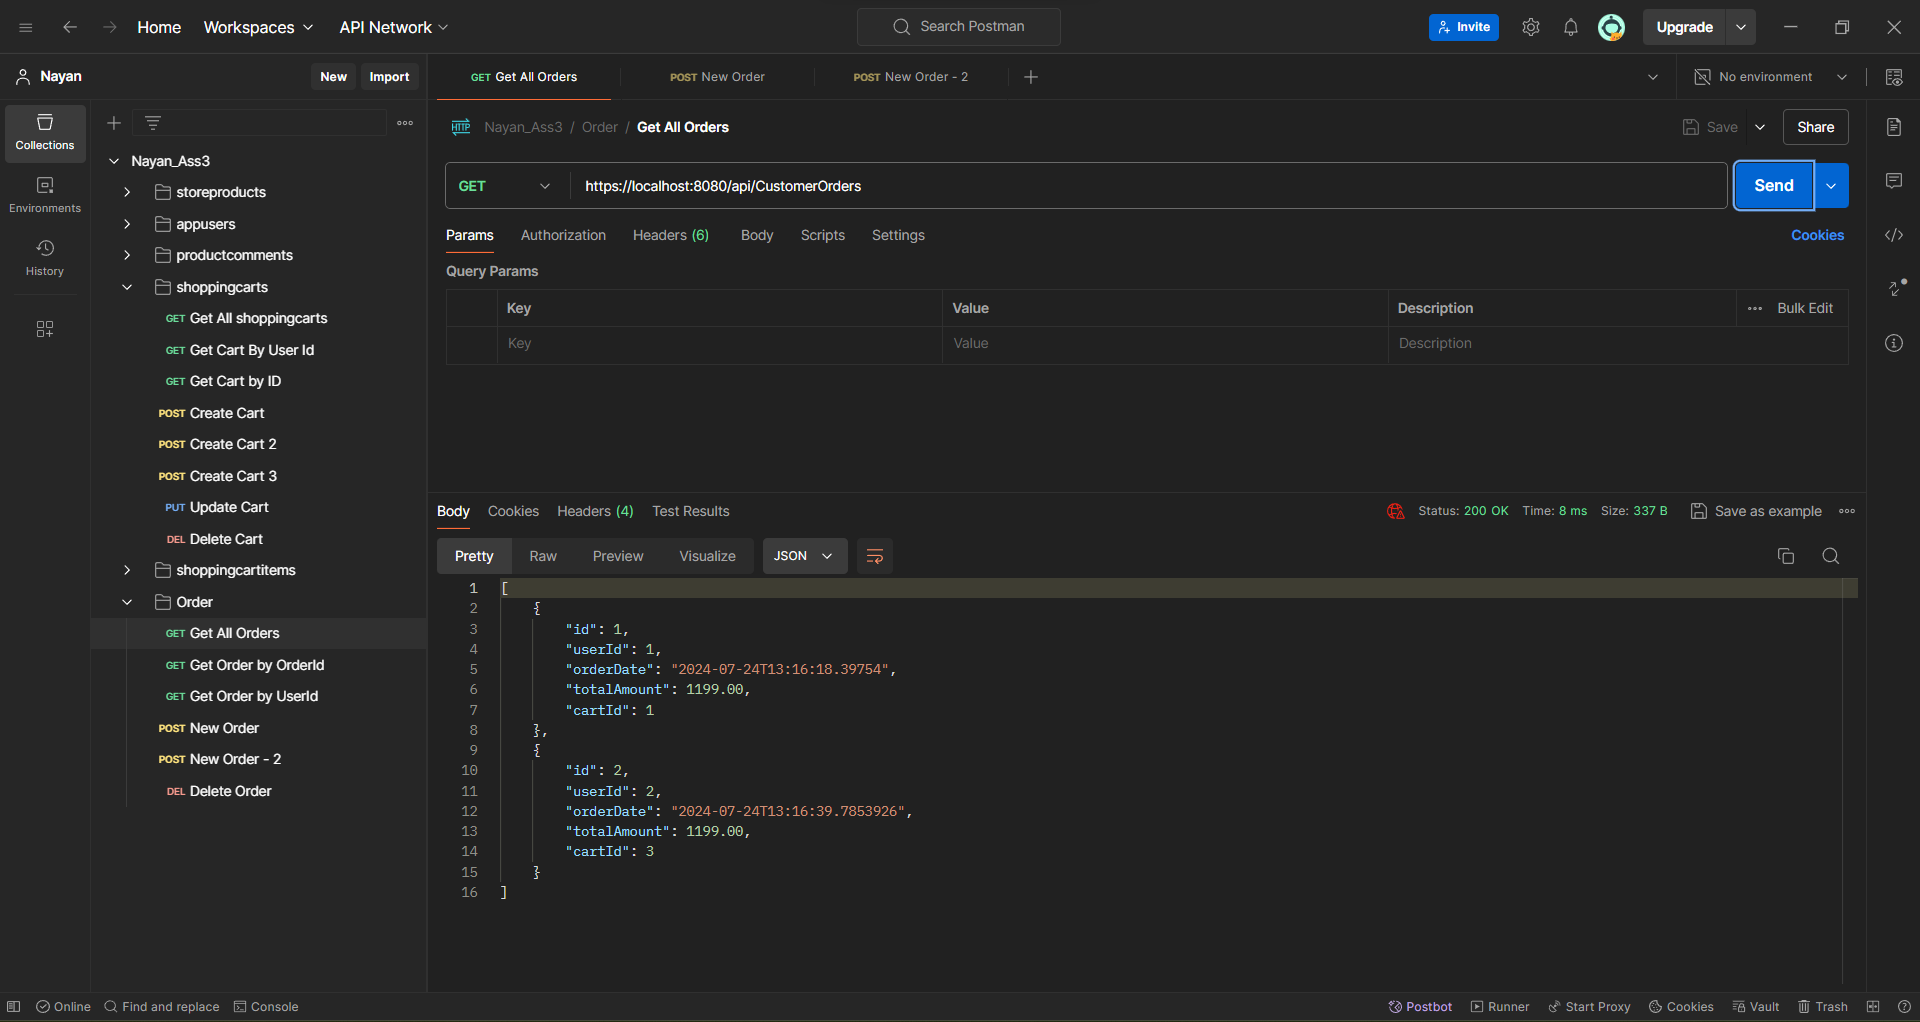 Home Workspaces API Network Search Postman Invite Upgrade
Nayan New Import GET Get All Orders POST New Order POST New Order - 2 No environment
Collections
Environments
History
Nayan_Ass3
storeproducts
appusers
productcomments
shoppingcarts
GET Get All shoppingcarts
GET Get Cart By User Id
GET Get Cart by ID
POST Create Cart
POST Create Cart 2
POST Create Cart 3
PUT Update Cart
DEL Delete Cart
shoppingcartitems
Order
GET Get All Orders
GET Get Order by OrderId
GET Get Order by UserId
POST New Order
POST New Order - 2
DEL Delete Order
HTTP Nayan_Ass3 / Order / Get All Orders Save Share
GET https://localhost:8080/api/CustomerOrders Send
Params Authorization Headers (6) Body Scripts Settings Cookies
Query Params
Key Value Description Bulk Edit
Key Value Description
Body Cookies Headers (4) Test Results Status: 200 OK Time: 8 ms Size: 337 B Save as example
Pretty Raw Preview Visualize JSON
1 [
2 {
3 "id": 1,
4 "userId": 1,
5 "orderDate": "2024-07-24T13:16:18.39754",
6 "totalAmount": 1199.00,
7 "cartId": 1
8 },
9 {
10 "id": 2,
11 "userId": 2,
12 "orderDate": "2024-07-24T13:16:39.7853926",
13 "totalAmount": 1199.00,
14 "cartId": 3
15 }
16 ]
Online Find and replace Console Postbot Runner Start Proxy Cookies Vault Trash